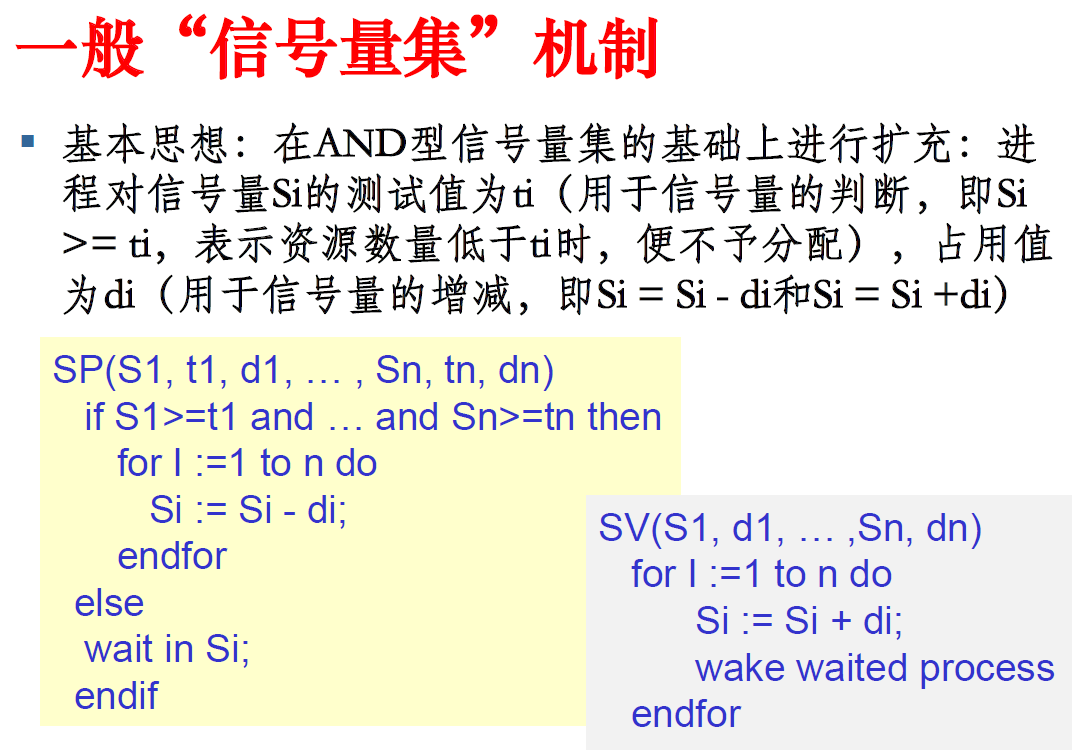 一般“信号量集”机制
基本思想：在AND型信号量集的基础上进行扩充：进
程对信号量Si的测试值为ti（用于信号量的判断，即Si
>= ti，表示资源数量低于ti时，便不予分配），占用值
为di（用于信号量的增减，即Si = Si - di和Si = Si +di）
SP(S1, t1, d1, … , Sn, tn, dn)
if S1>=t1 and … and Sn>=tn then
for I :=1 to n do
Si := Si - di;
endfor
else
wait in Si;
endif
SV(S1, d1, … ,Sn, dn)
for I :=1 to n do
Si := Si + di;
wake waited process
endfor